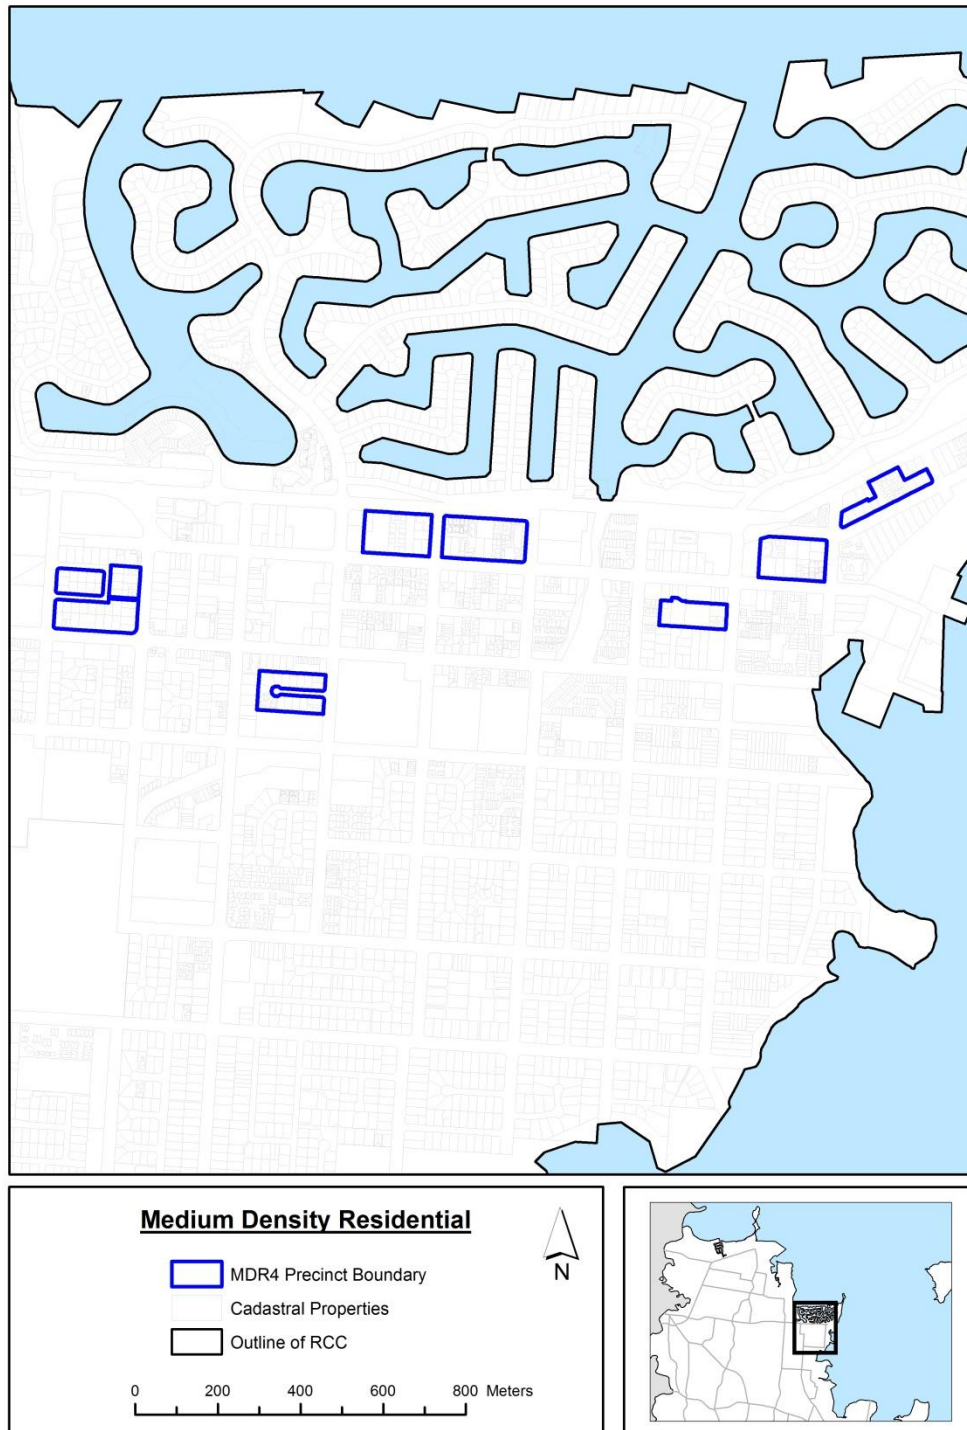 Medium Density Residential
MDR4 Precinct Boundary
Cadastral Properties
Outline of RCC
N
0 200 400 600 800 Meters